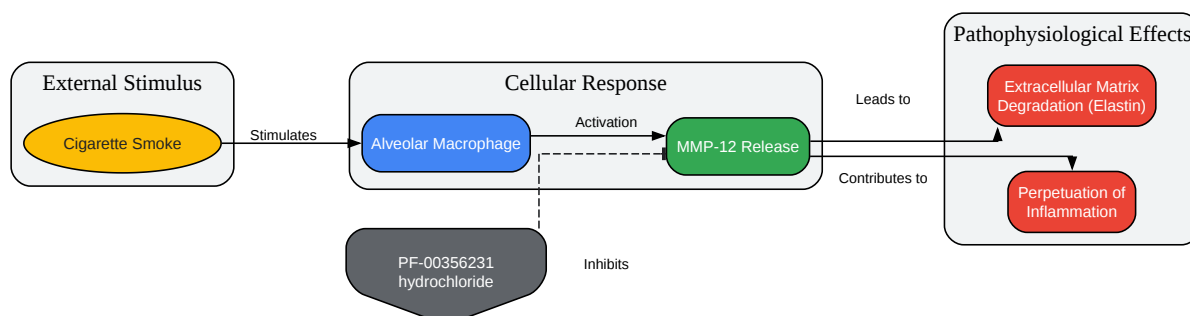 External Stimulus
Cigarette Smoke
Stimulates
Cellular Response
Alveolar Macrophage
Activation
MMP-12 Release
PF-00356231
hydrochloride
Inhibits
Leads to
Contributes to
Pathophysiological Effects
Extracellular Matrix
Degradation (Elastin)
Perpetuation of
Inflammation